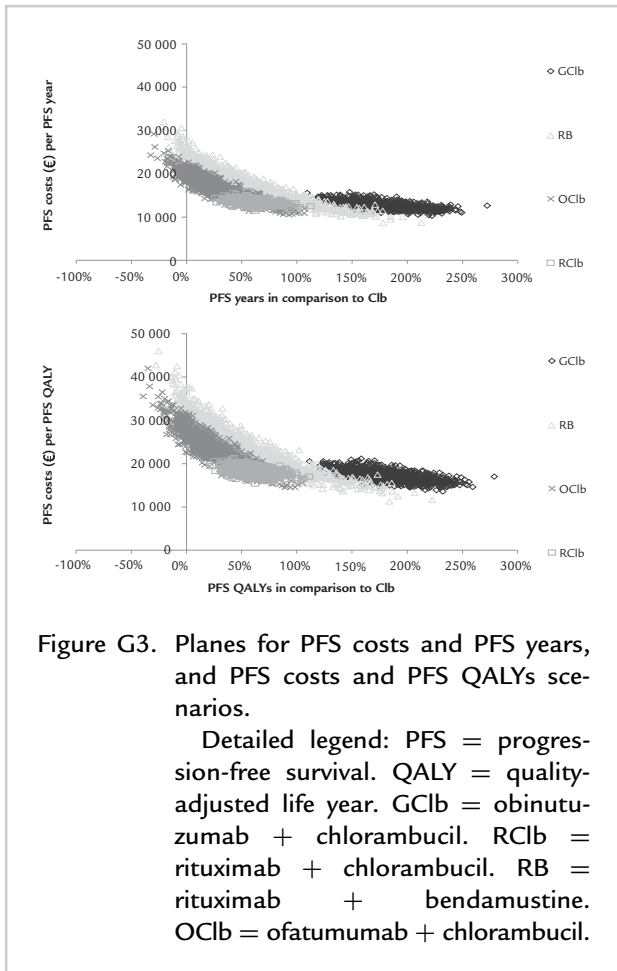 50 000
40 000
30 000
20 000
10 000
0
PFS costs (€) per PFS year
-100% -50% 0% 50% 100% 150% 200% 250% 300%
PFS years in comparison to Clb
GClb
RB
OClb
RClb
50 000
40 000
30 000
20 000
10 000
0
PFS costs (€) per PFS QALY
-100% -50% 0% 50% 100% 150% 200% 250% 300%
PFS QALYs in comparison to Clb
GClb
RB
OClb
RClb
Figure G3. Planes for PFS costs and PFS years,
and PFS costs and PFS QALYs sce-
narios.
Detailed legend: PFS = progres-
sion-free survival. QALY = quality-
adjusted life year. GClb = obinutu-
zumab + chlorambucil. RClb =
rituximab + chlorambucil. RB =
rituximab + bendamustine.
OClb = ofatumumab + chlorambucil.